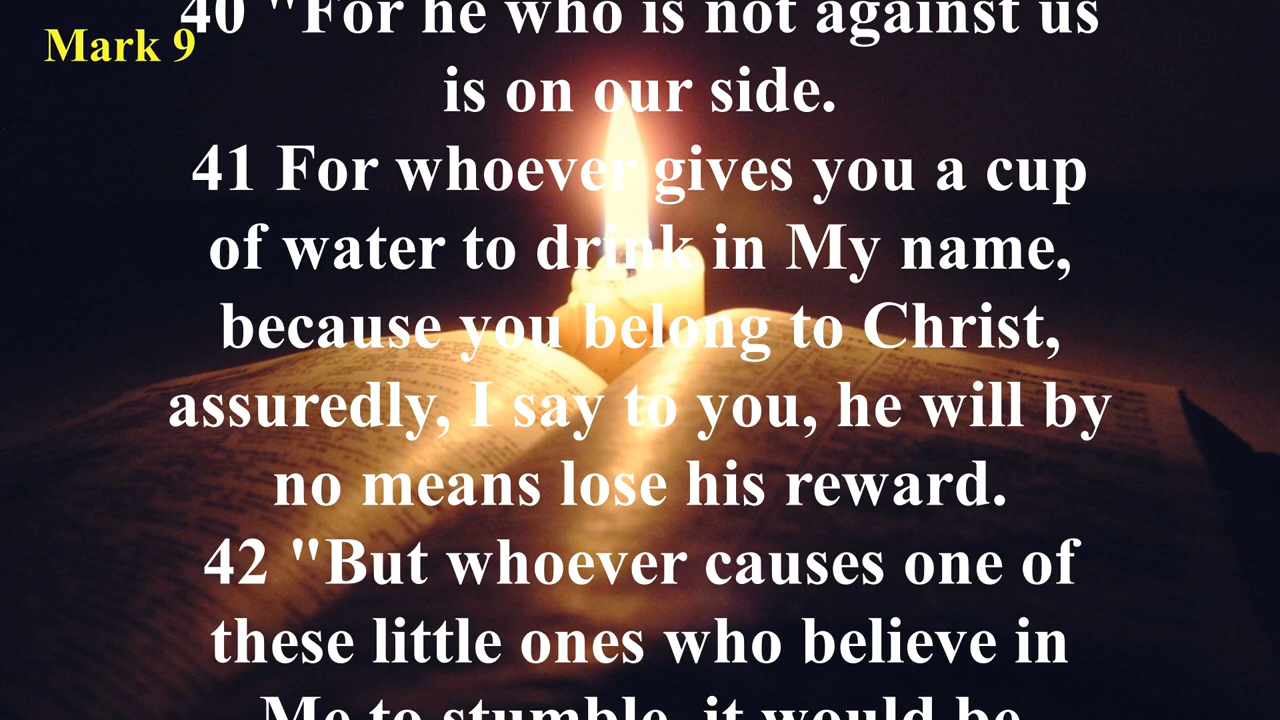 Mark 9
40 "For he who is not against us
is on our side.
41 For whoever gives you a cup
of water to drink in My name,
because you belong to Christ,
assuredly, I say to you, he will by
no means lose his reward.
42 "But whoever causes one of
these little ones who believe in
Me to stumble, it would be